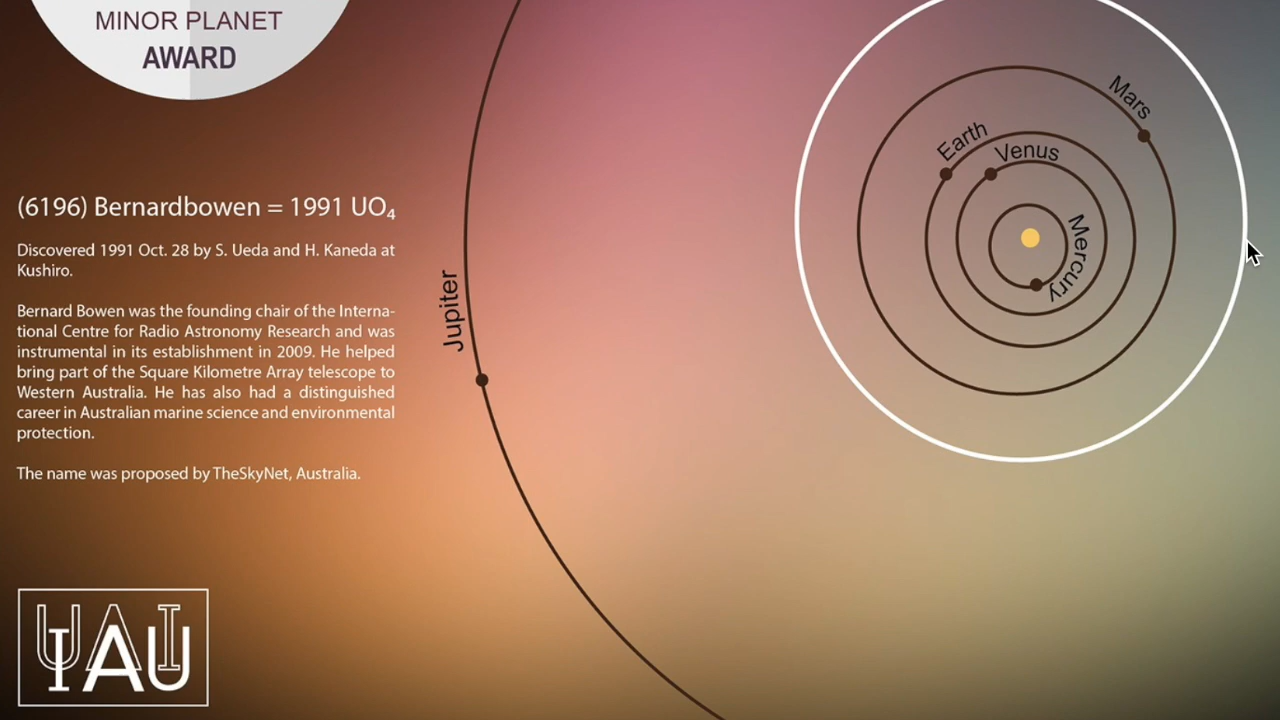 MINOR PLANET
AWARD
(6196) Bernardbowen = 1991 UO₄
Discovered 1991 Oct. 28 by S. Ueda and H. Kaneda at
Kushiro.
Bernard Bowen was the founding chair of the Interna-
tional Centre for Radio Astronomy Research and was
instrumental in its establishment in 2009. He helped
bring part of the Square Kilometre Array telescope to
Western Australia. He has also had a distinguished
career in Australian marine science and environmental
protection.
The name was proposed by TheSkyNet, Australia.
Jupiter
Mars
Earth
Venus
Mercury
UAI
IAU